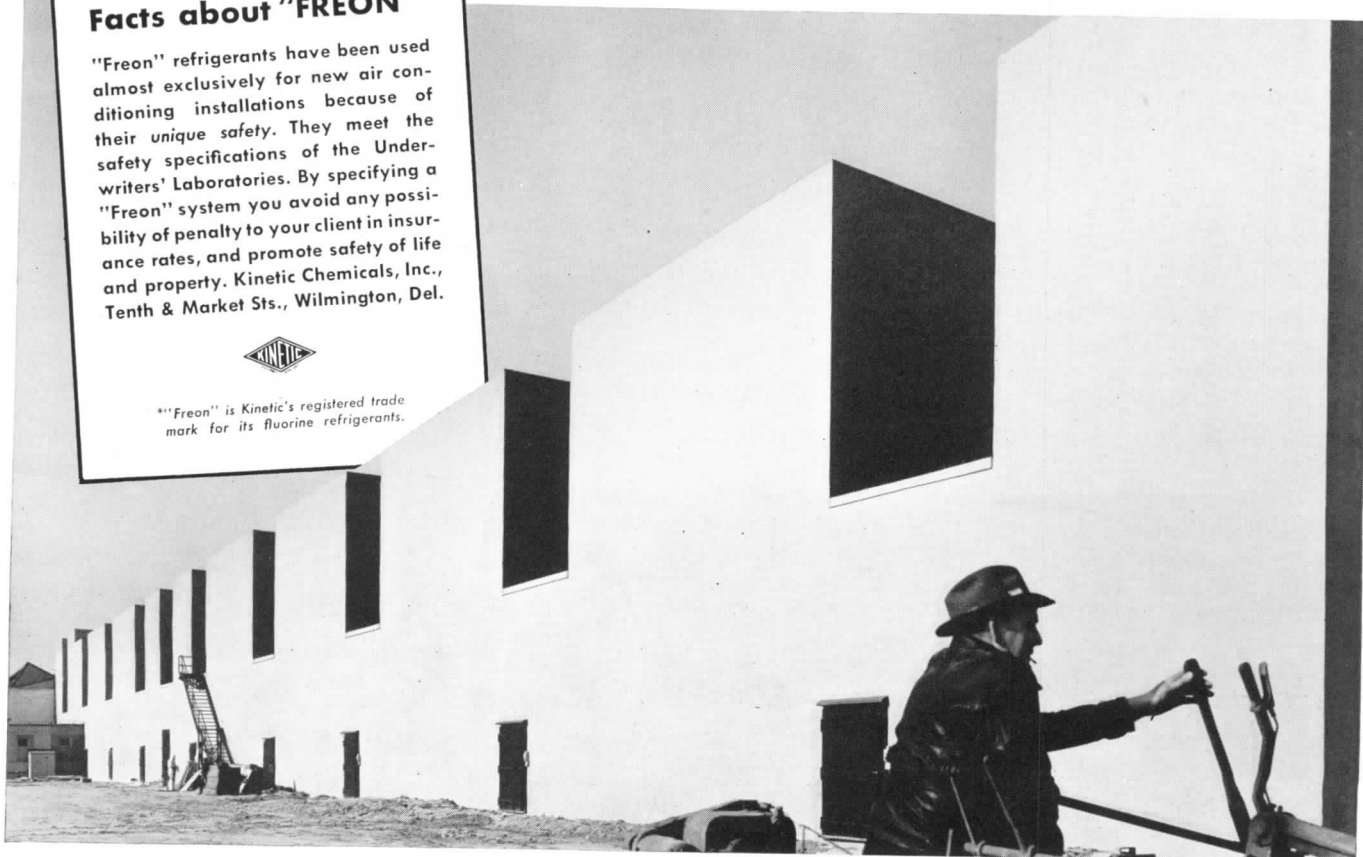 Facts about "FREON"
"Freon" refrigerants have been used
almost exclusively for new air con-
ditioning installations because of
their unique safety. They meet the
safety specifications of the Under-
writers' Laboratories. By specifying a
"Freon" system you avoid any possi-
bility of penalty to your client in insur-
ance rates, and promote safety of life
and property. Kinetic Chemicals, Inc.,
Tenth & Market Sts., Wilmington, Del.
KINETIC
*"Freon" is Kinetic's registered trade
mark for its fluorine refrigerants.